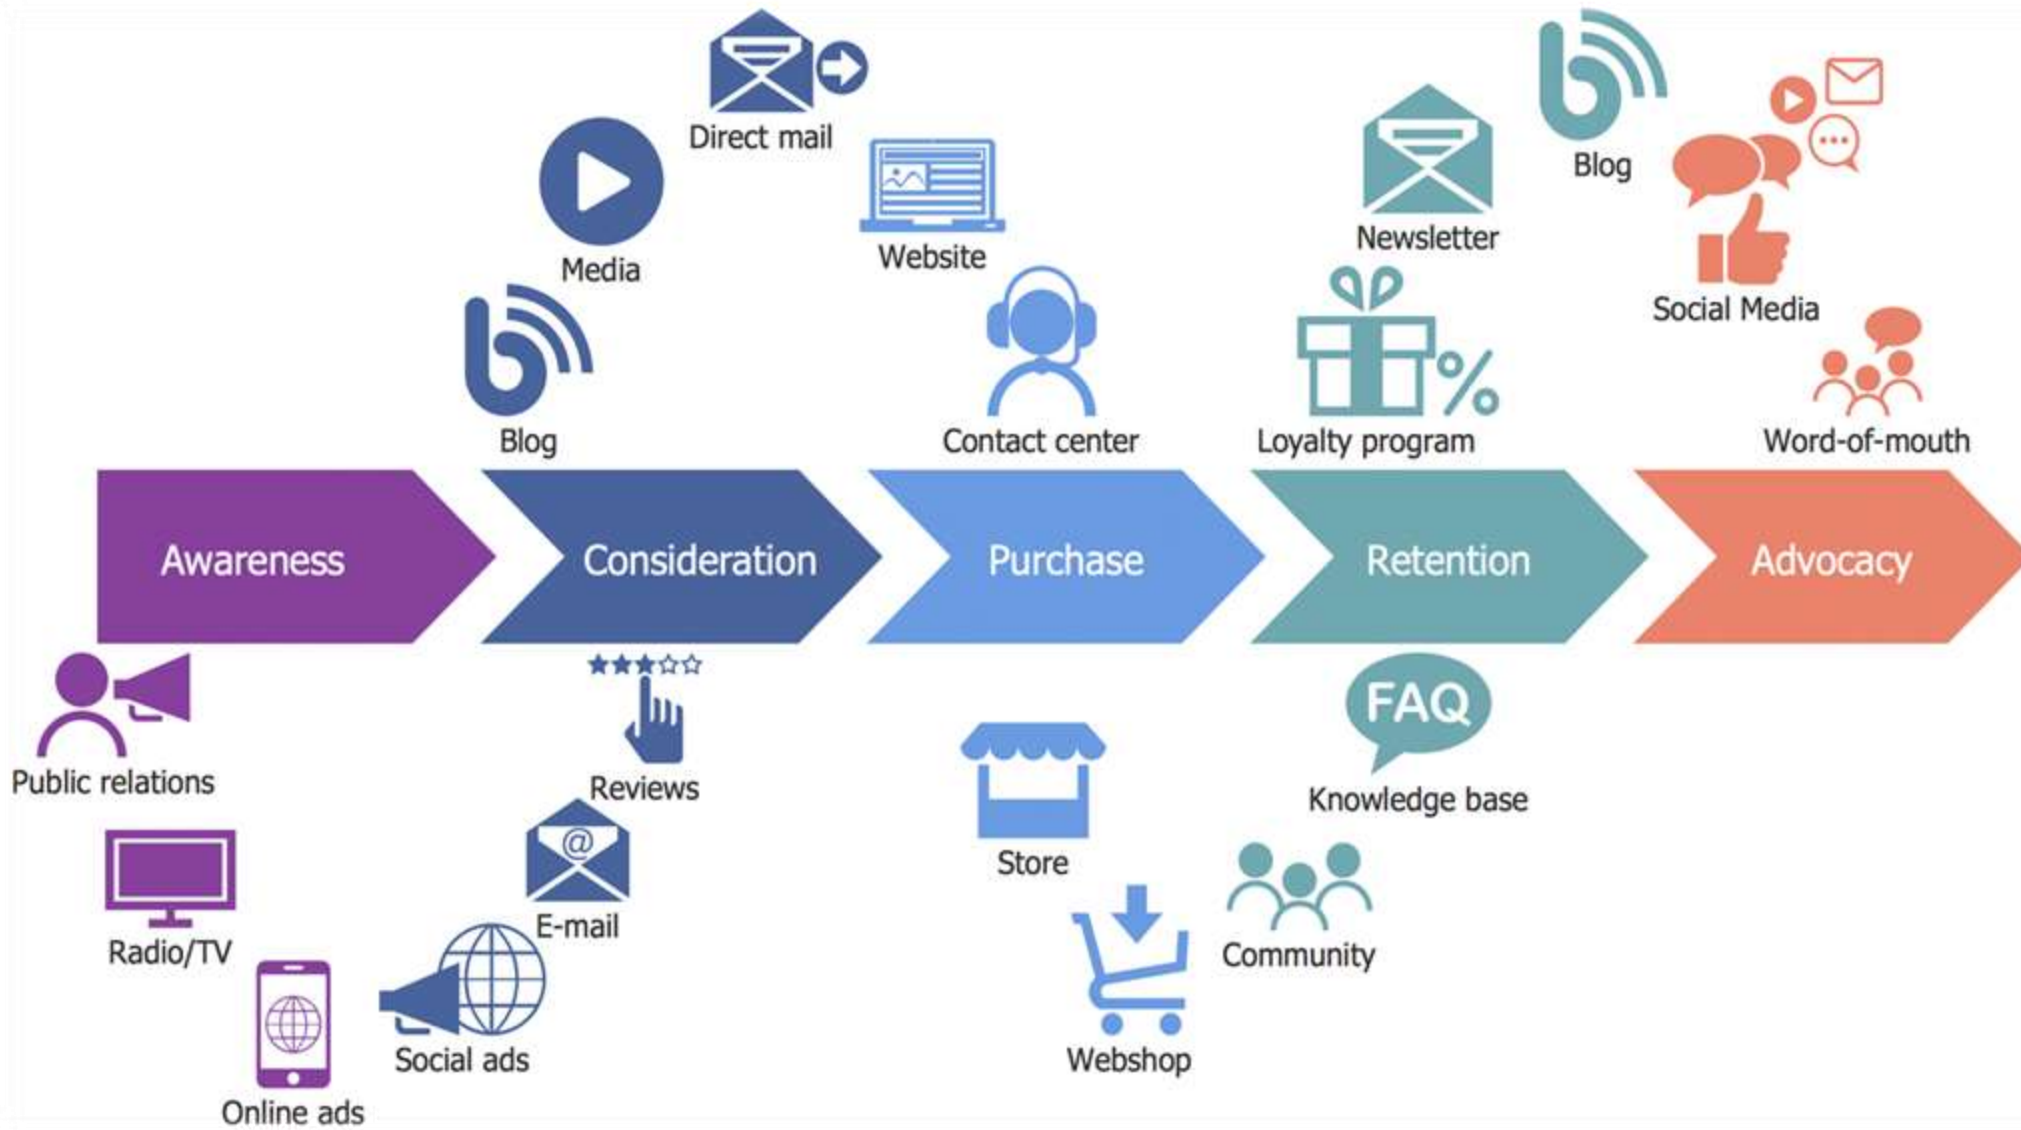 Direct mail
Media
Website
Blog
Contact center
Newsletter
Blog
Loyalty program
Social Media
Word-of-mouth
Awareness
Consideration
Purchase
Retention
Advocacy
Public relations
Radio/TV
Online ads
Reviews
@
E-mail
Social ads
Store
Webshop
FAQ
Knowledge base
Community
%